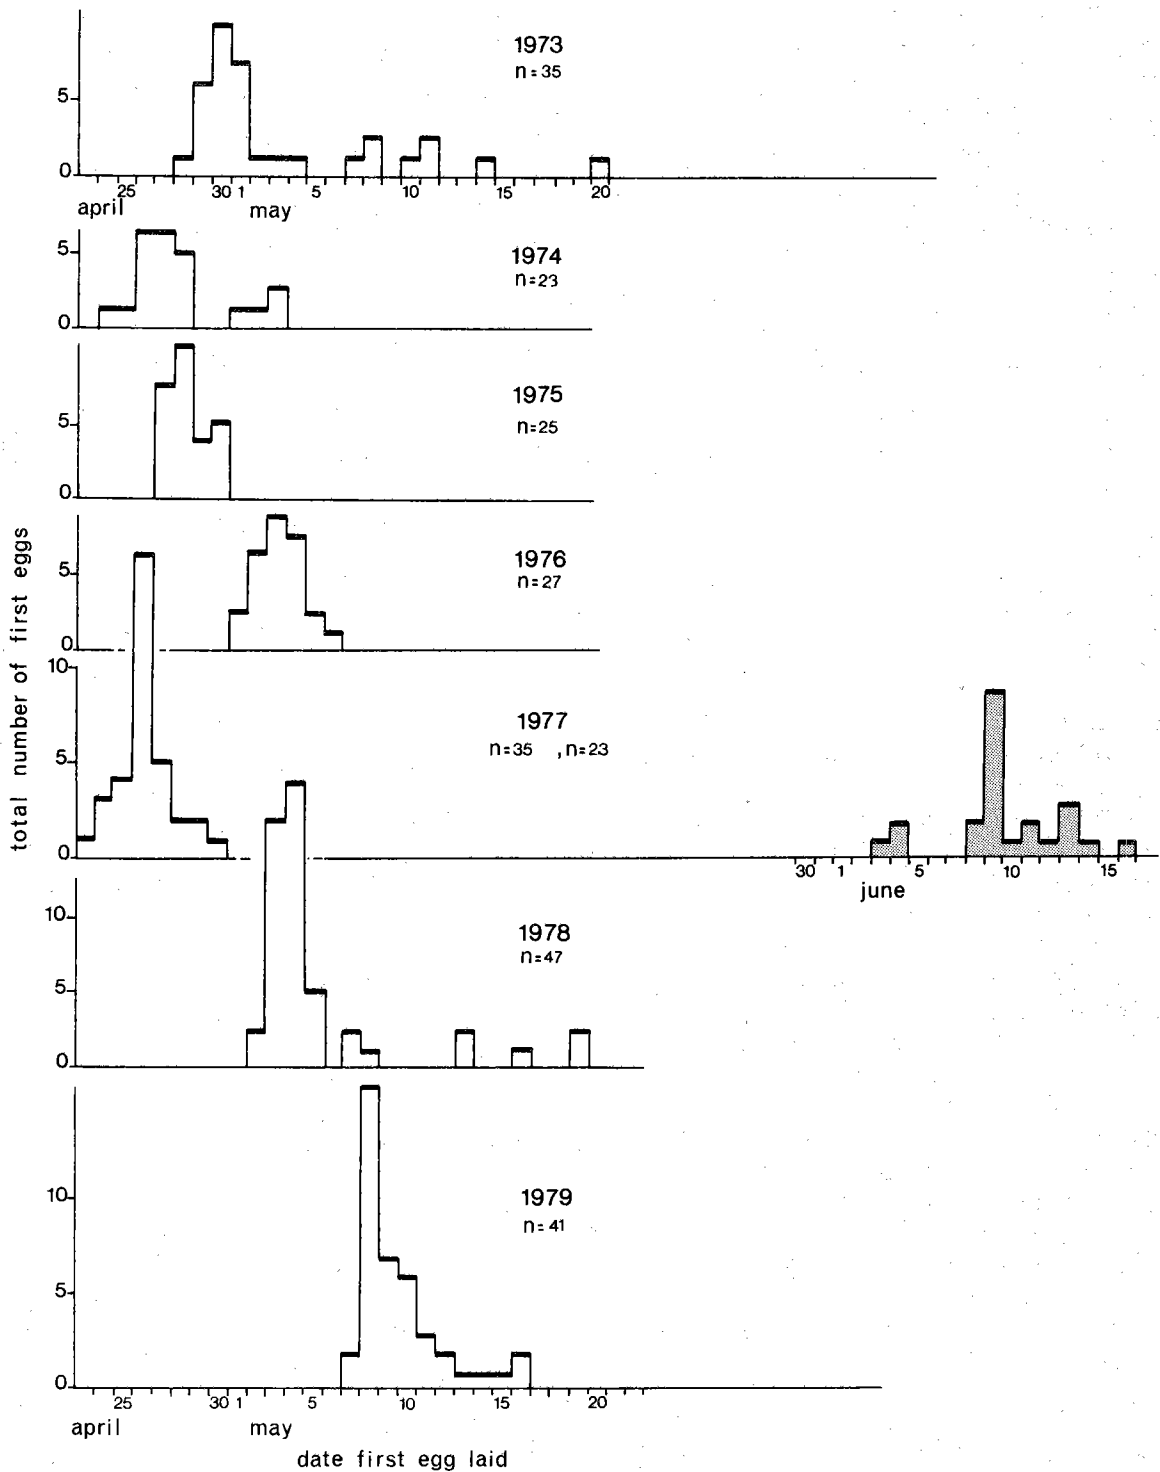 1973
n=35
5
0
25 30 1 5 10 15 20
april may
5
1974
n=23
0
1975
5
n=25
0
1976
5
n=27
0
total number of first eggs
10
1977
n=35 , n=23
5
0
30 1 5 10 15
june
10
1978
n=47
5
0
10
1979
n=41
5
0
25 30 1 5 10 15 20
april may
date first egg laid